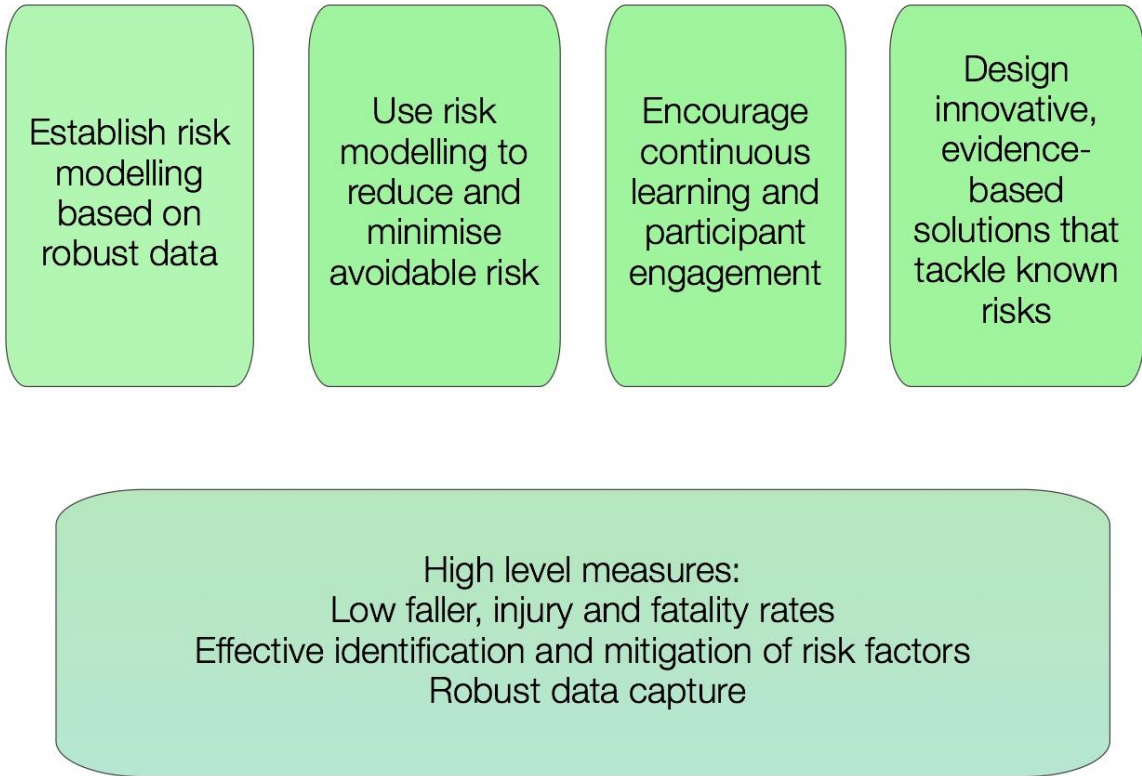 Establish risk
modelling
based on
robust data
Use risk
modelling to
reduce and
minimise
avoidable risk
Encourage
continuous
learning and
participant
engagement
Design
innovative,
evidence-
based
solutions that
tackle known
risks
High level measures:
Low faller, injury and fatality rates
Effective identification and mitigation of risk factors
Robust data capture